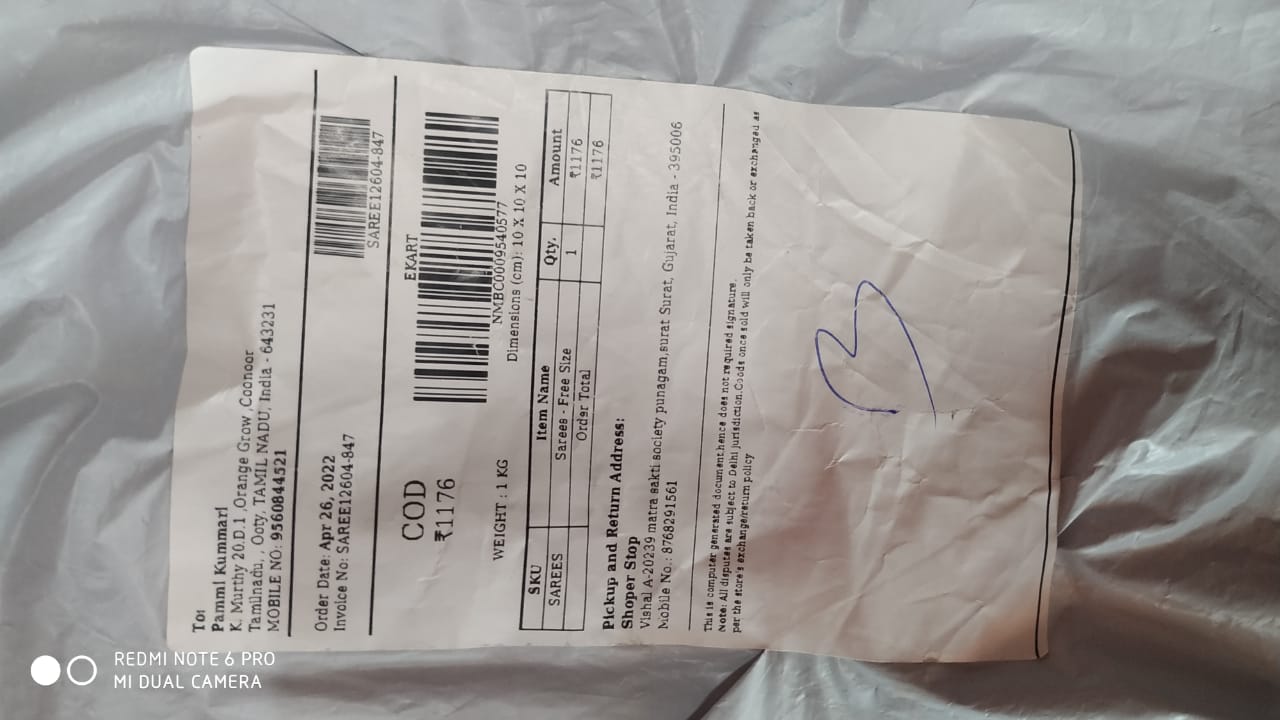 To:
Pammi Kummari
K. Murthy 20.D.1 ,Orange Grow ,Coonoor
Tamilnadu, , Ooty, TAMIL NADU, India - 643231
MOBILE NO: 9560844521
Order Date: Apr 26, 2022
Invoice No: SAREE12604-847
SAREE12604-847
COD
₹1176
EKART
NMBC0009540577
WEIGHT : 1 KG
Dimensions (cm): 10 X 10 X 10
SKU Item Name Qty. Amount
SAREES Sarees - Free Size 1 ₹1176
Order Total ₹1176
Pickup and Return Address:
Shoper Stop
Vishal A-20239 matra sakti society punagam,surat Surat, Gujarat, India - 395006
Mobile No.: 8768291561
This is computer generated document,hence does not required signature.
Note: All disputes are subject to Delhi jurisdiction.Goods once sold will only be taken back or exchanged as
per the store's exchange/return policy
REDMI NOTE 6 PRO
MI DUAL CAMERA